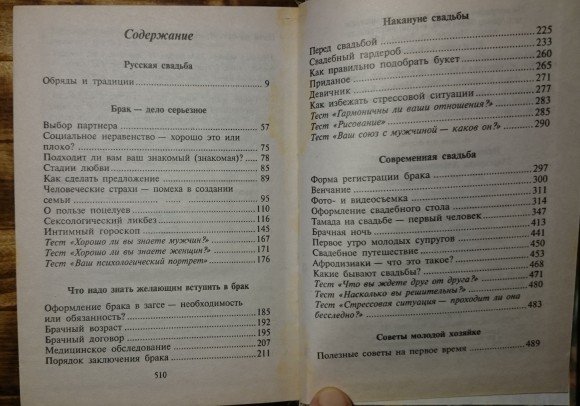 Содержание
Русская свадьба
Обряды и традиции 9
Брак — дело серьезное
Выбор партнера 57
Социальное неравенство — хорошо это или
плохо? 75
Подходит ли вам ваш знакомый (знакомая)? 78
Стадии любви 85
Как сделать предложение 89
Человеческие страхи — помеха в создании
семьи 95
О пользе поцелуев 110
Сексологический ликбез 116
Интимный гороскоп 145
Тест «Хорошо ли вы знаете мужчин?» 167
Тест «Хорошо ли вы знаете женщин?» 171
Тест «Ваш психологический портрет» 176
Что надо знать желающим вступить в брак
Оформление брака в загсе — необходимость
или обязанность? 185
Брачный возраст 192
Брачный договор 195
Медицинское обследование 207
Порядок заключения брака 211
510
Накануне свадьбы
Перед свадьбой 225
Свадебный гардероб 233
Как правильно подобрать букет 260
Приданое 265
Девичник 271
Как избежать стрессовой ситуации 277
Тест «Гармоничны ли ваши отношения?» 283
Тест «Рисование» 285
Тест «Ваш союз с мужчиной — каков он?» 290
Современная свадьба
Форма регистрации брака 297
Венчание 300
Фото- и видеосъемка 311
Оформление свадебного стола 314
Тамада на свадьбе — первый человек 347
Брачная ночь 413
Первое утро молодых супругов 441
Свадебное путешествие 450
Афродизиаки — что это такое? 453
Какие бывают свадьбы? 468
Тест «Что вы ждете друг от друга?» 471
Тест «Насколько вы решительны?» 480
Тест «Стрессовая ситуация — проходит ли она
бесследно?» 483
Советы молодой хозяйке
Полезные советы на первое время 489